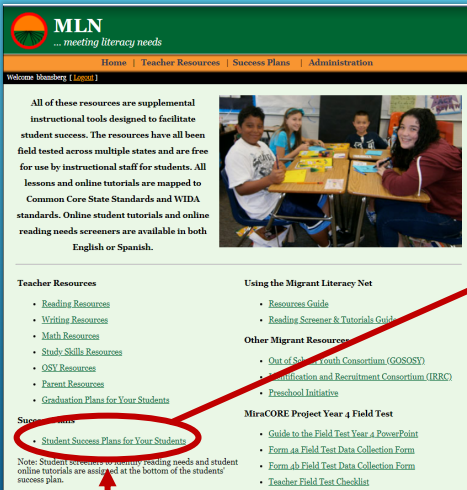 MLN
... meeting literacy needs
Home | Teacher Resources | Success Plans | Administration
Welcome bbansberg [ Logout ]
All of these resources are supplemental
instructional tools designed to facilitate
student success. The resources have all been
field tested across multiple states and are free
for use by instructional staff for students. All
lessons and online tutorials are mapped to
Common Core State Standards and WIDA
standards. Online student tutorials and online
reading needs screeners are available in both
English or Spanish.
Teacher Resources
• Reading Resources
• Writing Resources
• Math Resources
• Study Skills Resources
• OSY Resources
• Parent Resources
• Graduation Plans for Your Students
Success Plans
• Student Success Plans for Your Students
Note: Student screeners to identify reading needs and student
online tutorials are assigned at the bottom of the students'
success plan.
Using the Migrant Literacy Net
• Resources Guide
• Reading Screener & Tutorials Guide
Other Migrant Resources
• Out of School Youth Consortium (GOSOSY)
• Identification and Recruitment Consortium (IRRC)
• Preschool Initiative
MiraCORE Project Year 4 Field Test
• Guide to the Field Test Year 4 PowerPoint
• Form 4a Field Test Data Collection Form
• Form 4b Field Test Data Collection Form
• Teacher Field Test Checklist